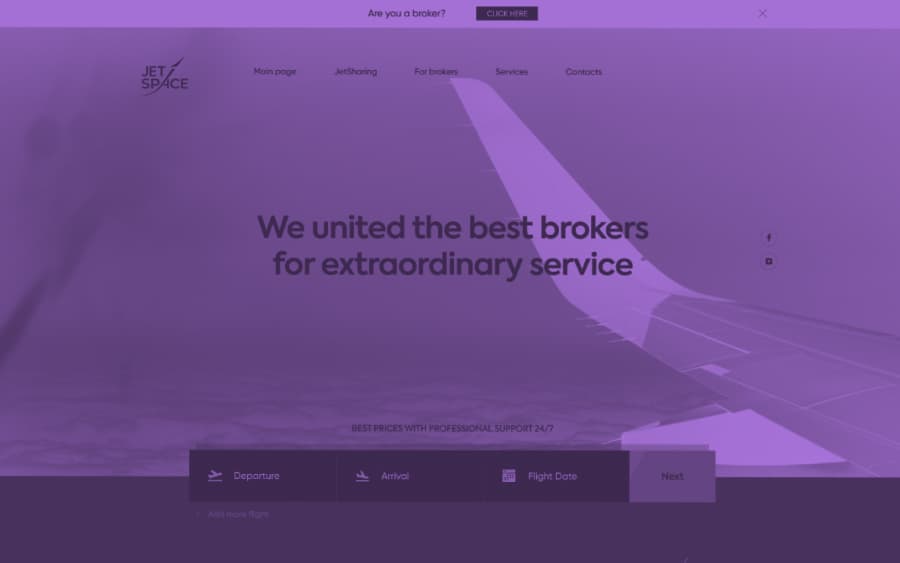 Are you a broker?
CLICK HERE
JET
SPACE
Main page
JetSharing
For brokers
Services
Contacts
We united the best brokers
for extraordinary service
BEST PRICES WITH PROFESSIONAL SUPPORT 24/7
Departure
Arrival
Flight Date
Next
+ Add more flight